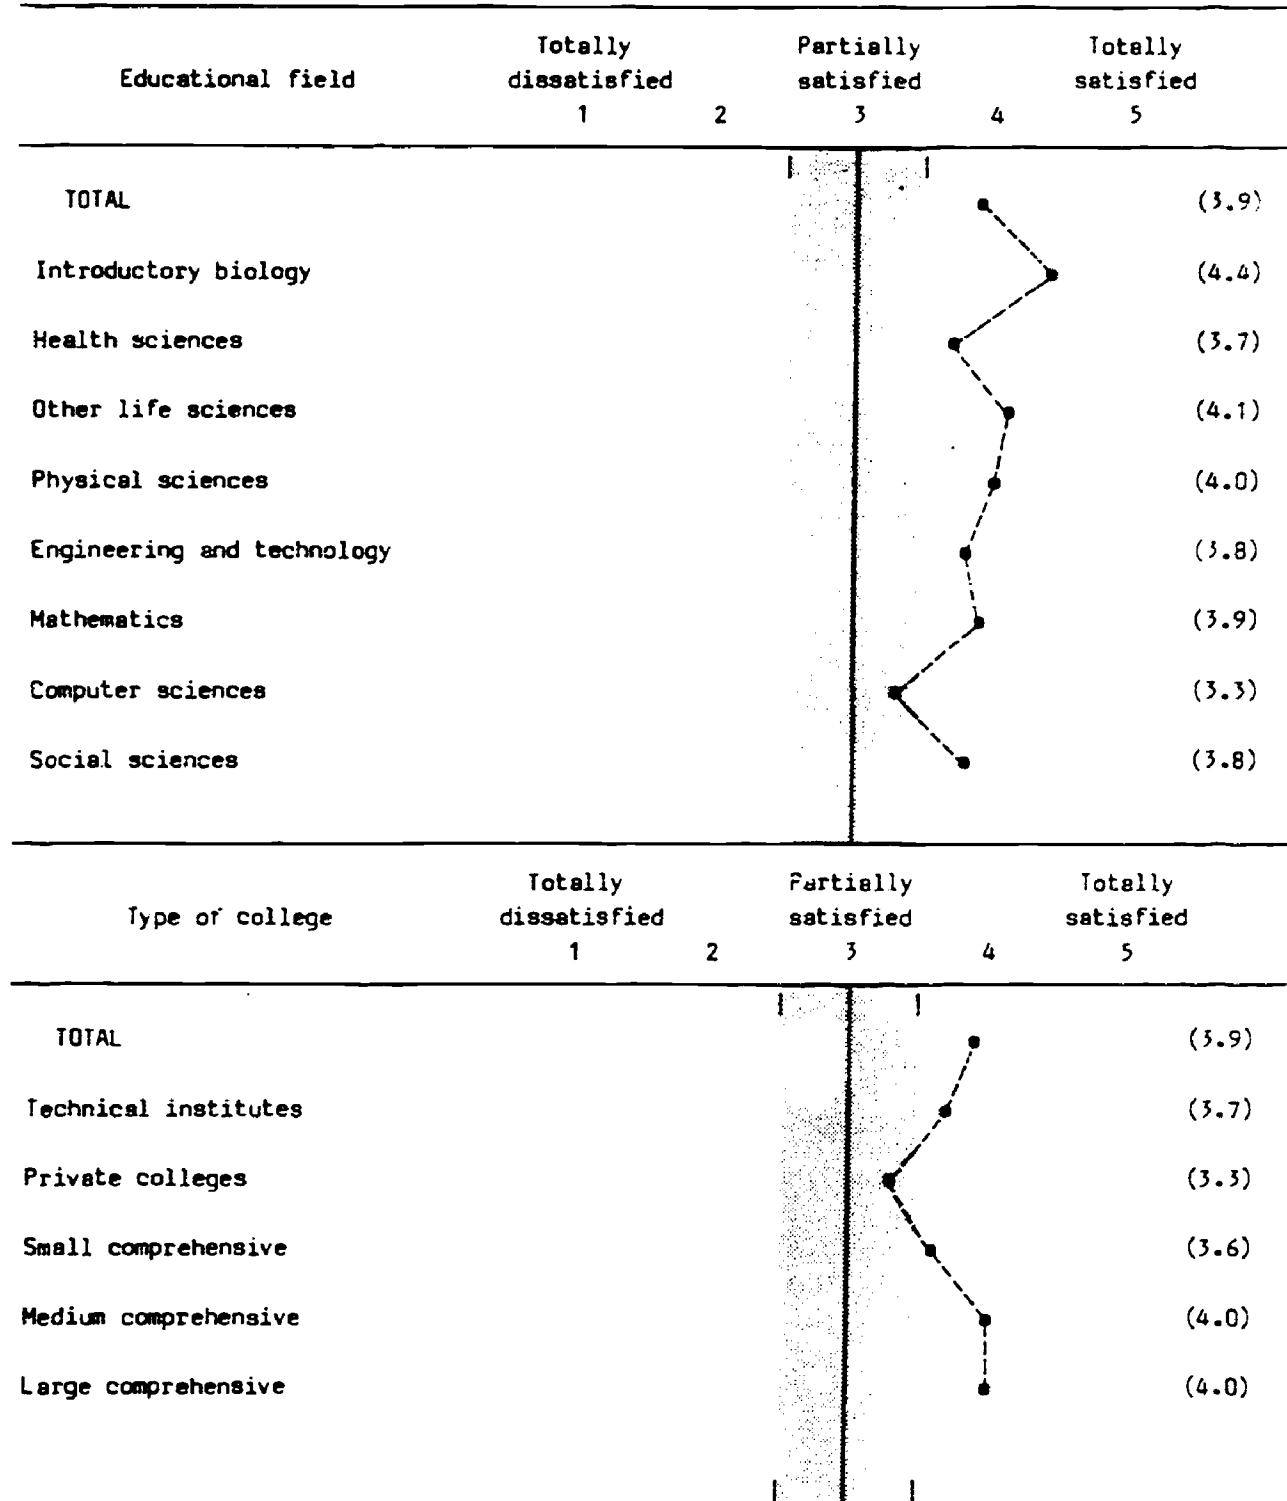 Totally Partially Totally
Educational field dissatisfied satisfied satisfied
1 2 3 4 5
TOTAL (3.9)
Introductory biology (4.4)
Health sciences (3.7)
Other life sciences (4.1)
Physical sciences (4.0)
Engineering and technology (3.8)
Mathematics (3.9)
Computer sciences (3.3)
Social sciences (3.8)
Totally Partially Totally
Type of college dissatisfied satisfied satisfied
1 2 3 4 5
TOTAL (3.9)
Technical institutes (3.7)
Private colleges (3.3)
Small comprehensive (3.6)
Medium comprehensive (4.0)
Large comprehensive (4.0)